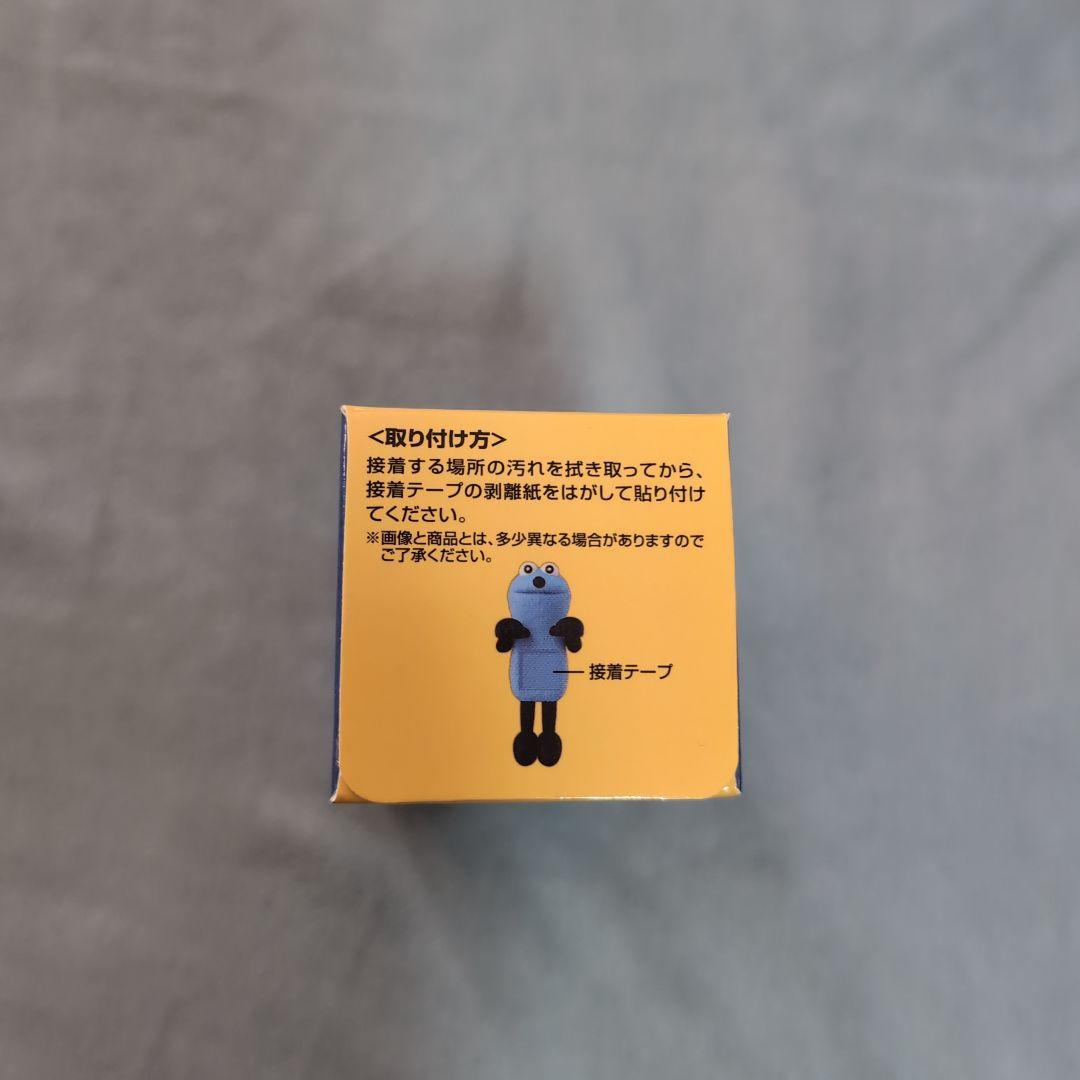 <取り付け方>
接着する場所の汚れを拭き取ってから、
接着テープの剥離紙をはがして貼り付け
てください。
※画像と商品とは、多少異なる場合がありますので
ご了承ください。
接着テープ